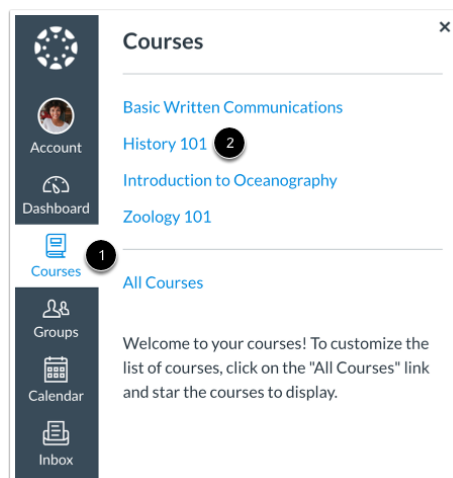 Account
Dashboard
Courses
1
Groups
Calendar
Inbox
Courses
×
Basic Written Communications
History 101 2
Introduction to Oceanography
Zoology 101
All Courses
Welcome to your courses! To customize the
list of courses, click on the "All Courses" link
and star the courses to display.